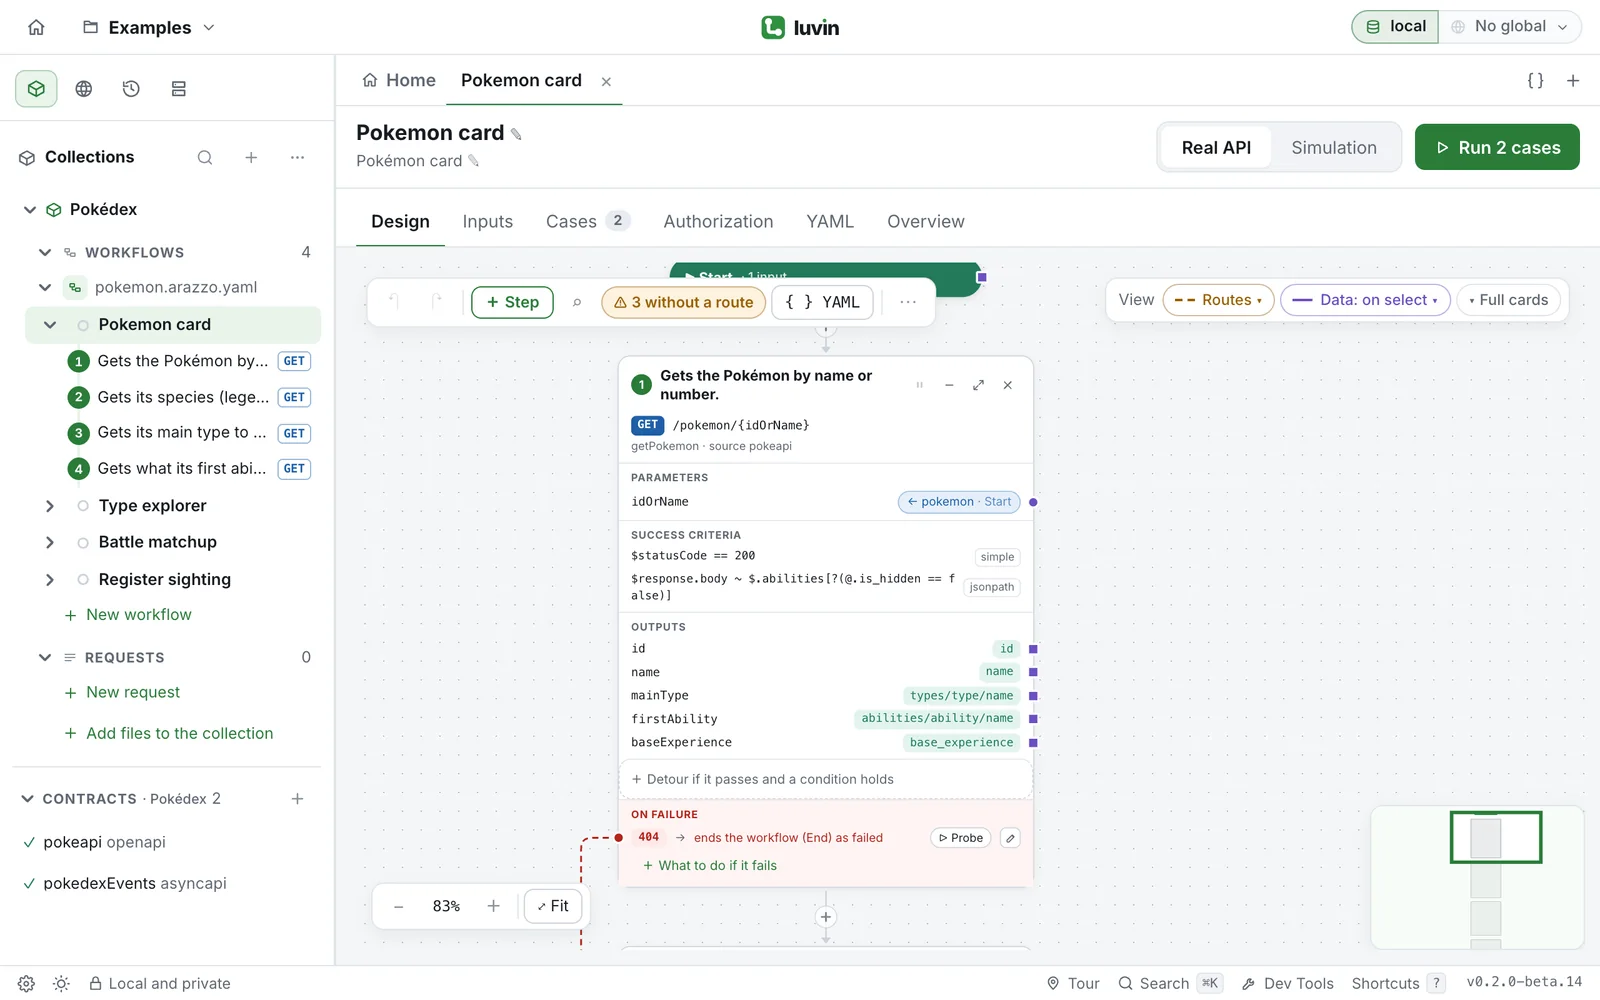 Examples
luvin
local
No global
Home
Pokemon card
{ }
Collections
Pokemon card
Pokémon card
Real API
Simulation
Run 2 cases
Pokédex
WORKFLOWS 4
pokemon.arazzo.yaml
Pokemon card
1 Gets the Pokémon by... GET
2 Gets its species (lege... GET
3 Gets its main type to ... GET
4 Gets what its first abi... GET
Type explorer
Battle matchup
Register sighting
+ New workflow
REQUESTS 0
+ New request
+ Add files to the collection
CONTRACTS · Pokédex 2
pokeapi openapi
pokedexEvents asyncapi
Design
Inputs
Cases 2
Authorization
YAML
Overview
Start · 1 input
+ Step
3 without a route
{ } YAML
...
View
Routes
Data: on select
Full cards
1 Gets the Pokémon by name or
number.
GET /pokemon/{idOrName}
getPokemon · source pokeapi
PARAMETERS
idOrName ← pokemon · Start
SUCCESS CRITERIA
$statusCode == 200 simple
$response.body ~ $.abilities[?(@.is_hidden == f
alse)] jsonpath
OUTPUTS
id id
name name
mainType types/type/name
firstAbility abilities/ability/name
baseExperience base_experience
+ Detour if it passes and a condition holds
ON FAILURE
404 → ends the workflow (End) as failed Probe
+ What to do if it fails
− 83% +
Fit
Local and private
Tour
Search ⌘K
Dev Tools
Shortcuts ?
v0.2.0-beta.14